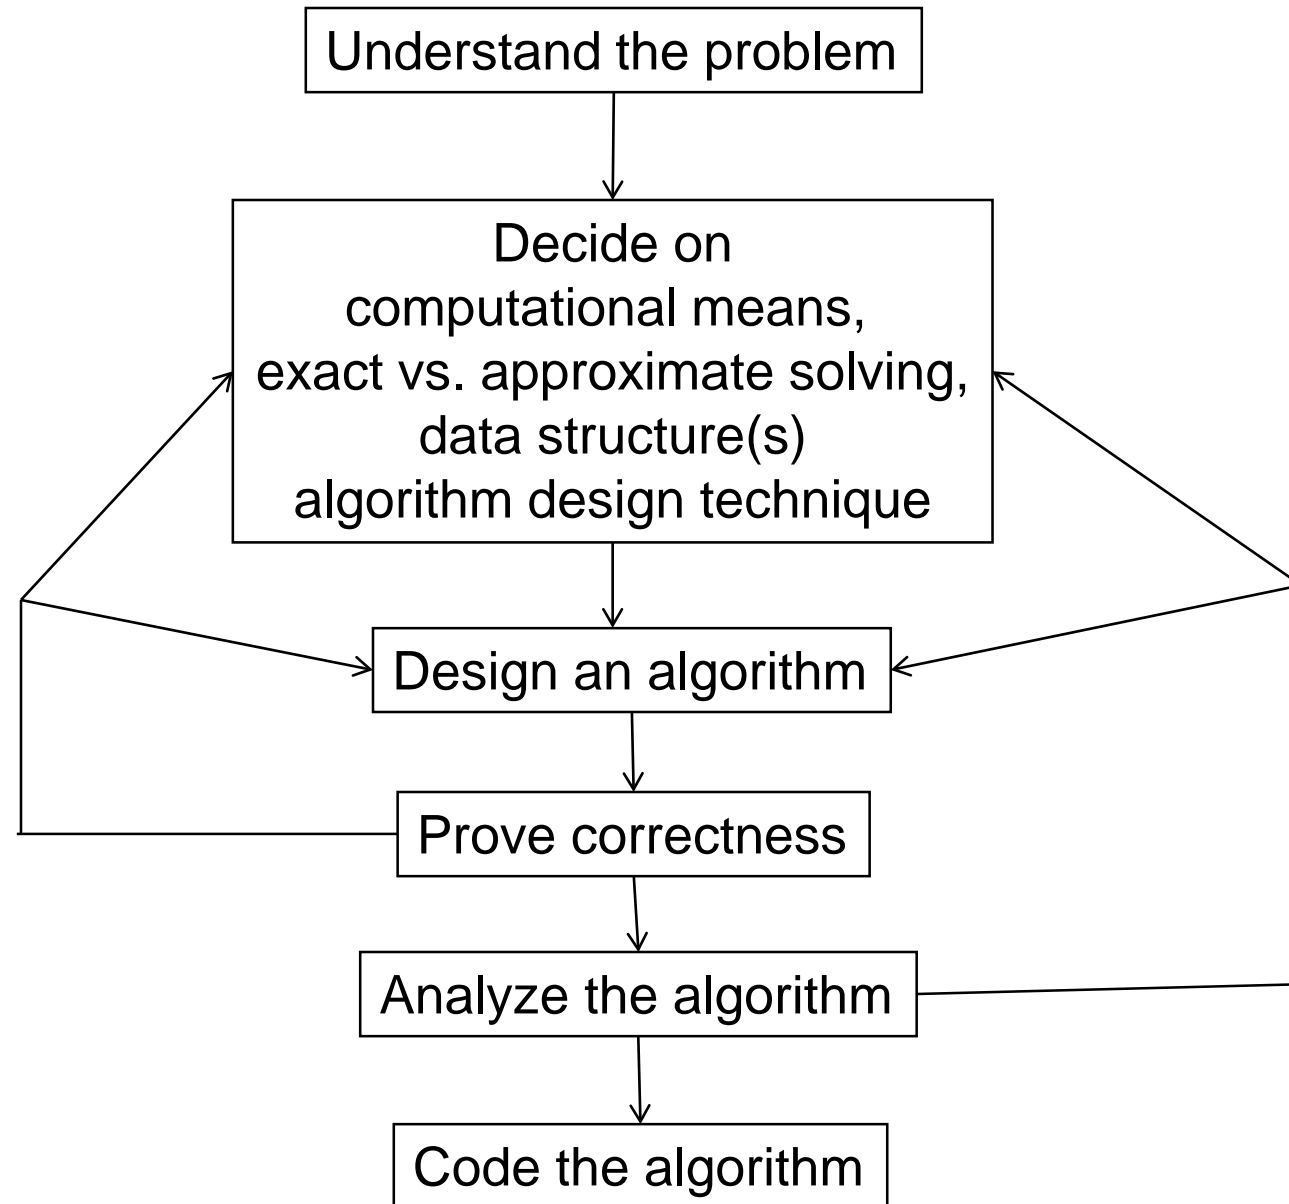 Understand the problem
Decide on
computational means,
exact vs. approximate solving,
data structure(s)
algorithm design technique
Design an algorithm
Prove correctness
Analyze the algorithm
Code the algorithm